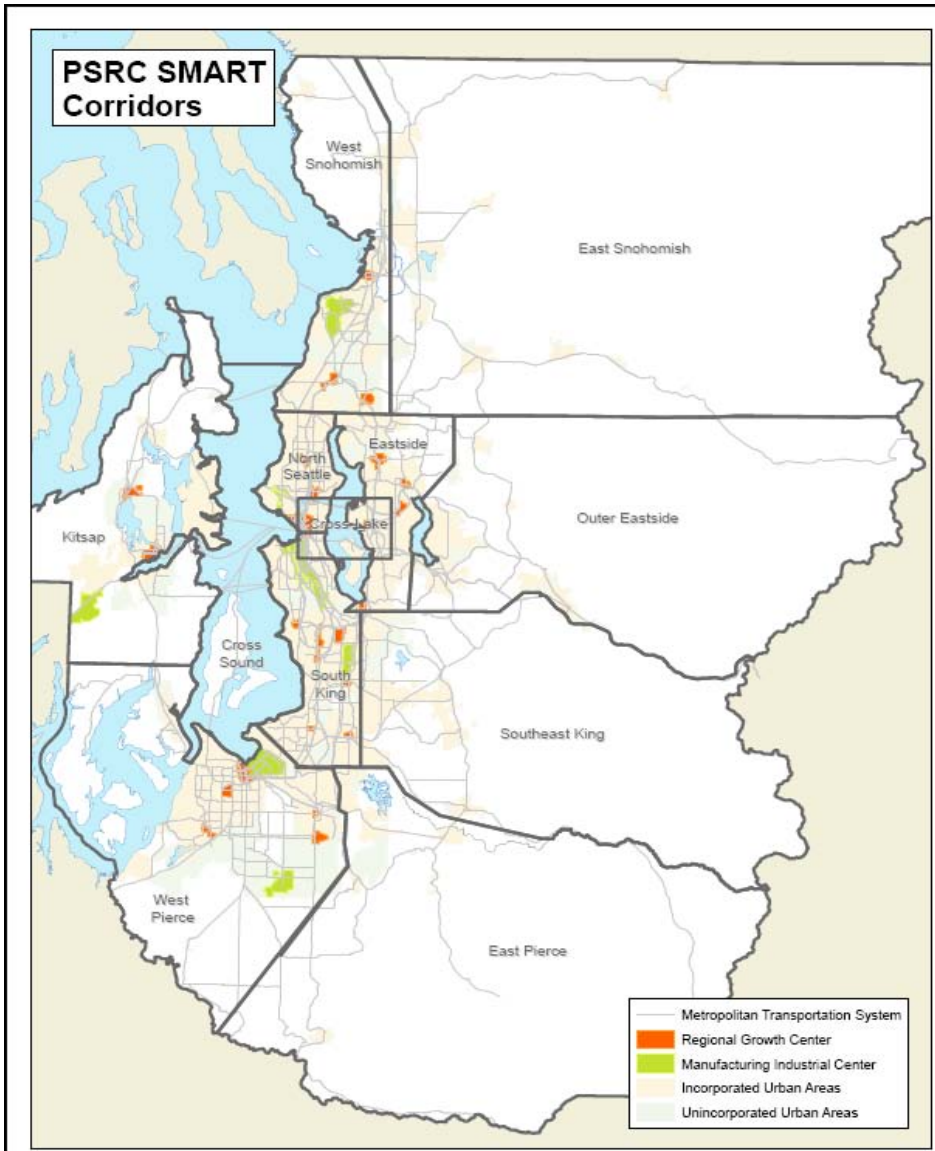 PSRC SMART
Corridors
West
Snohomish
East Snohomish
Eastside
North
Seattle
Cross-Lake
Outer Eastside
Kitsap
Cross
Sound
South
King
Southeast King
West
Pierce
East Pierce
Metropolitan Transportation System
Regional Growth Center
Manufacturing Industrial Center
Incorporated Urban Areas
Unincorporated Urban Areas